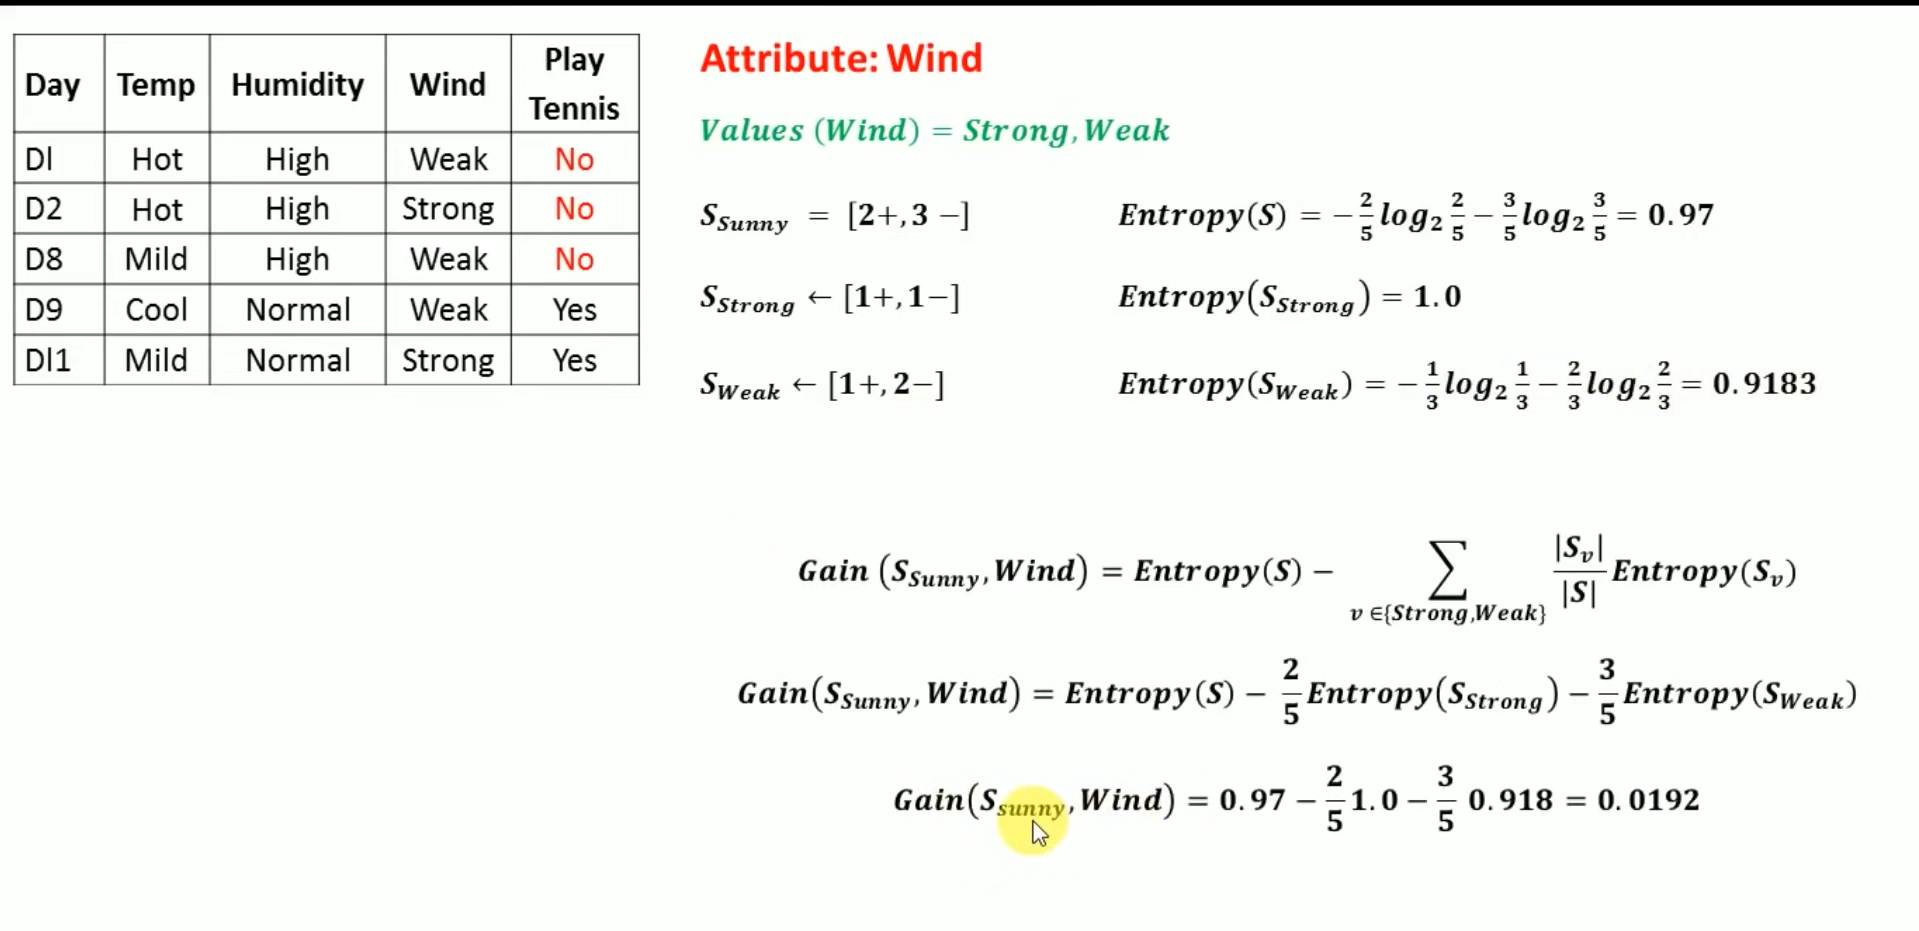 Day Temp Humidity Wind Play Tennis
Dl Hot High Weak No
D2 Hot High Strong No
D8 Mild High Weak No
D9 Cool Normal Weak Yes
Dl1 Mild Normal Strong Yes
Attribute: Wind
Values (Wind) = Strong, Weak
S_Sunny = [2+, 3 −] Entropy(S) = −2/5 log₂ 2/5 − 3/5 log₂ 3/5 = 0.97
S_Strong ← [1+, 1−] Entropy(S_Strong) = 1.0
S_Weak ← [1+, 2−] Entropy(S_Weak) = −1/3 log₂ 1/3 − 2/3 log₂ 2/3 = 0.9183
Gain (S_Sunny, Wind) = Entropy(S) − ∑ v ∈{Strong,Weak} |S_v|/|S| Entropy(S_v)
Gain(S_Sunny, Wind) = Entropy(S) − 2/5 Entropy(S_Strong) − 3/5 Entropy(S_Weak)
Gain(S_sunny, Wind) = 0.97 − 2/5 1.0 − 3/5 0.918 = 0.0192